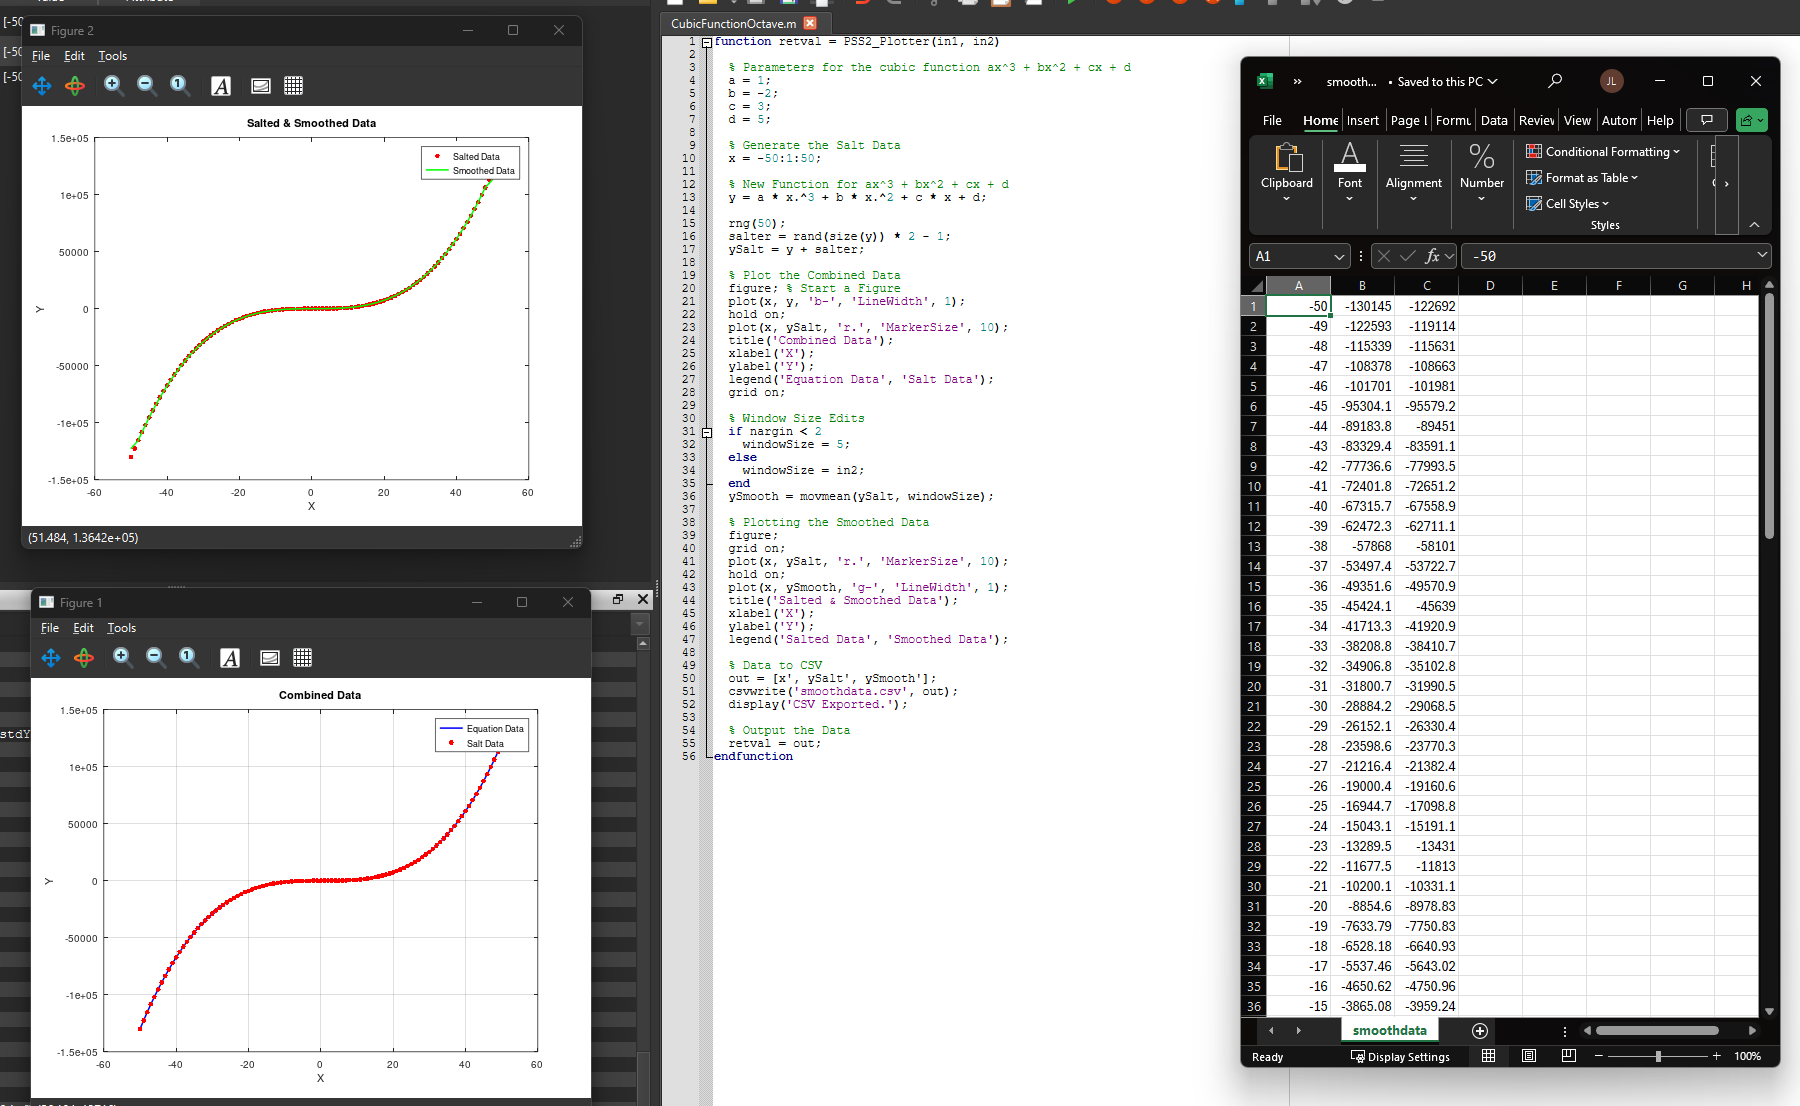 Value
Attribute
[-50
[-50
[-50
Figure 2
File Edit Tools
Salted & Smoothed Data
Salted Data
Smoothed Data
1.5e+05
1e+05
50000
0
-50000
-1e+05
-1.5e+05
Y
-60 -40 -20 0 20 40 60
X
(51.484, 1.3642e+05)
Figure 1
File Edit Tools
stdY
Combined Data
Equation Data
Salt Data
1.5e+05
1e+05
50000
0
-50000
-1e+05
-1.5e+05
Y
-60 -40 -20 0 20 40 60
X
CubicFunctionOctave.m
1 function retval = PSS2_Plotter(in1, in2)
2
3 % Parameters for the cubic function ax^3 + bx^2 + cx + d
4 a = 1;
5 b = -2;
6 c = 3;
7 d = 5;
8
9 % Generate the Salt Data
10 x = -50:1:50;
11
12 % New Function for ax^3 + bx^2 + cx + d
13 y = a * x.^3 + b * x.^2 + c * x + d;
14
15 rng(50);
16 salter = rand(size(y)) * 2 - 1;
17 ySalt = y + salter;
18
19 % Plot the Combined Data
20 figure; % Start a Figure
21 plot(x, y, 'b-', 'LineWidth', 1);
22 hold on;
23 plot(x, ySalt, 'r.', 'MarkerSize', 10);
24 title('Combined Data');
25 xlabel('X');
26 ylabel('Y');
27 legend('Equation Data', 'Salt Data');
28 grid on;
29
30 % Window Size Edits
31 if nargin < 2
32 windowSize = 5;
33 else
34 windowSize = in2;
35 end
36 ySmooth = movmean(ySalt, windowSize);
37
38 % Plotting the Smoothed Data
39 figure;
40 grid on;
41 plot(x, ySalt, 'r.', 'MarkerSize', 10);
42 hold on;
43 plot(x, ySmooth, 'g-', 'LineWidth', 1);
44 title('Salted & Smoothed Data');
45 xlabel('X');
46 ylabel('Y');
47 legend('Salted Data', 'Smoothed Data');
48
49 % Data to CSV
50 out = [x', ySalt', ySmooth'];
51 csvwrite('smoothdata.csv', out);
52 display('CSV Exported.');
53
54 % Output the Data
55 retval = out;
56 endfunction
» smooth... • Saved to this PC JL
File Home Insert Page L Formu Data Review View Autom Help
Clipboard Font Alignment Number
Conditional Formatting
Format as Table
Cell Styles
Styles
A1 fx -50
A B C D E F G H
1 -50 -130145 -122692
2 -49 -122593 -119114
3 -48 -115339 -115631
4 -47 -108378 -108663
5 -46 -101701 -101981
6 -45 -95304.1 -95579.2
7 -44 -89183.8 -89451
8 -43 -83329.4 -83591.1
9 -42 -77736.6 -77993.5
10 -41 -72401.8 -72651.2
11 -40 -67315.7 -67558.9
12 -39 -62472.3 -62711.1
13 -38 -57868 -58101
14 -37 -53497.4 -53722.7
15 -36 -49351.6 -49570.9
16 -35 -45424.1 -45639
17 -34 -41713.3 -41920.9
18 -33 -38208.8 -38410.7
19 -32 -34906.8 -35102.8
20 -31 -31800.7 -31990.5
21 -30 -28884.2 -29068.5
22 -29 -26152.1 -26330.4
23 -28 -23598.6 -23770.3
24 -27 -21216.4 -21382.4
25 -26 -19000.4 -19160.6
26 -25 -16944.7 -17098.8
27 -24 -15043.1 -15191.1
28 -23 -13289.5 -13431
29 -22 -11677.5 -11813
30 -21 -10200.1 -10331.1
31 -20 -8854.6 -8978.83
32 -19 -7633.79 -7750.83
33 -18 -6528.18 -6640.93
34 -17 -5537.46 -5643.02
35 -16 -4650.62 -4750.96
36 -15 -3865.08 -3959.24
smoothdata
Ready Display Settings 100%